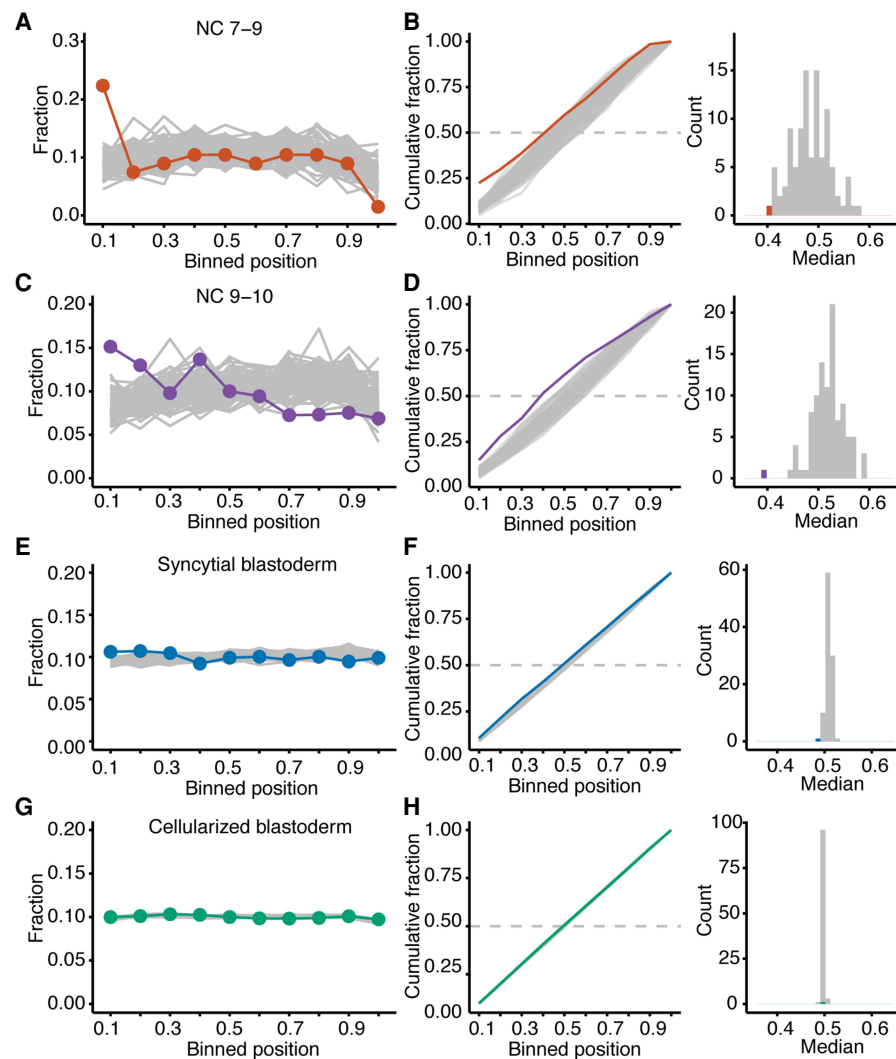 A
NC 7–9
Fraction
0.3
0.2
0.1
0.0
0.1 0.3 0.5 0.7 0.9
Binned position
B
Cumulative fraction
1.00
0.75
0.50
0.25
0.00
0.1 0.3 0.5 0.7 0.9
Binned position
Count
15
10
5
0
0.4 0.5 0.6
Median
C
NC 9–10
Fraction
0.20
0.15
0.10
0.05
0.00
0.1 0.3 0.5 0.7 0.9
Binned position
D
Cumulative fraction
1.00
0.75
0.50
0.25
0.00
0.1 0.3 0.5 0.7 0.9
Binned position
Count
20
15
10
5
0
0.4 0.5 0.6
Median
E
Syncytial blastoderm
Fraction
0.20
0.15
0.10
0.05
0.00
0.1 0.3 0.5 0.7 0.9
Binned position
F
Cumulative fraction
1.00
0.75
0.50
0.25
0.00
0.1 0.3 0.5 0.7 0.9
Binned position
Count
60
40
20
0
0.4 0.5 0.6
Median
G
Cellularized blastoderm
Fraction
0.20
0.15
0.10
0.05
0.00
0.1 0.3 0.5 0.7 0.9
Binned position
H
Cumulative fraction
1.00
0.75
0.50
0.25
0.00
0.1 0.3 0.5 0.7 0.9
Binned position
Count
100
75
50
25
0
0.4 0.5 0.6
Median